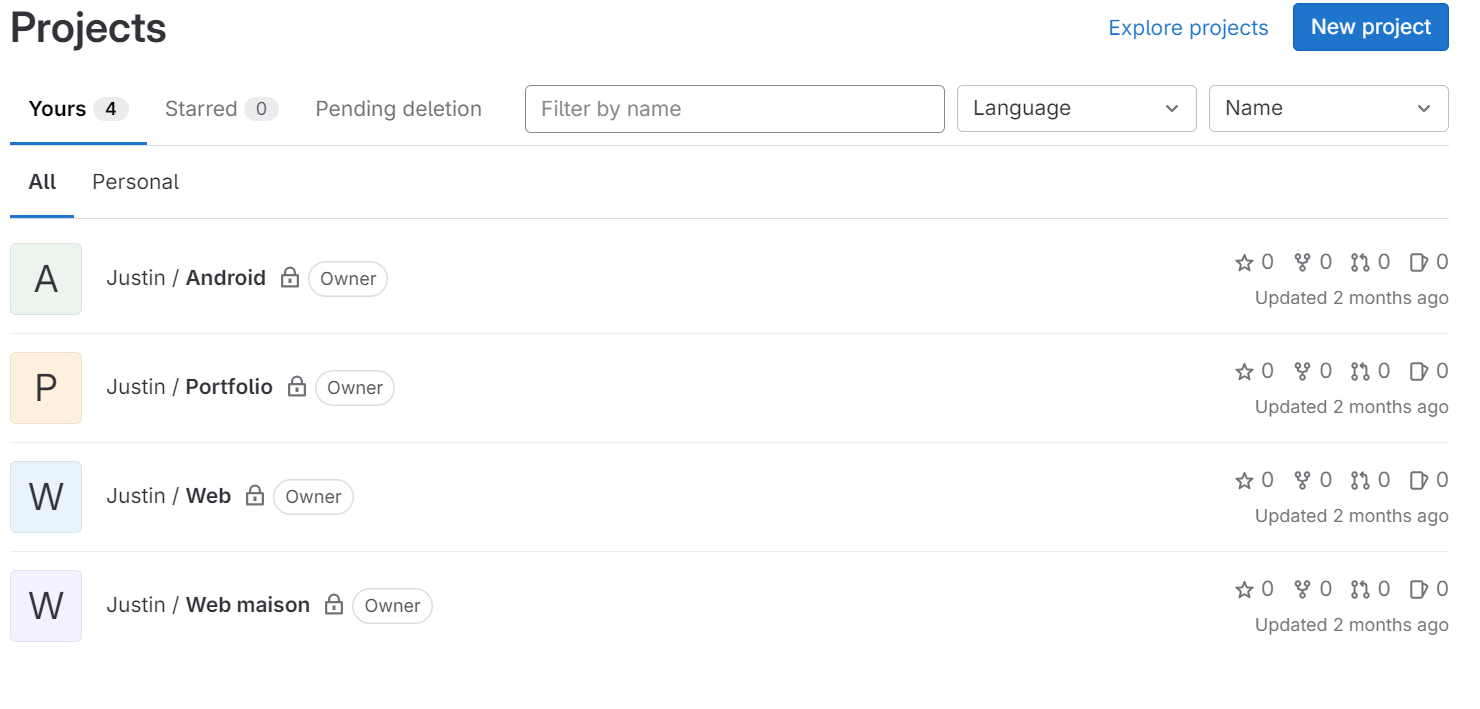 Projects
Explore projects
New project
Yours 4
Starred 0
Pending deletion
Filter by name
Language
Name
All
Personal
A
Justin / Android
Owner
0 0 0 0
Updated 2 months ago
P
Justin / Portfolio
Owner
0 0 0 0
Updated 2 months ago
W
Justin / Web
Owner
0 0 0 0
Updated 2 months ago
W
Justin / Web maison
Owner
0 0 0 0
Updated 2 months ago